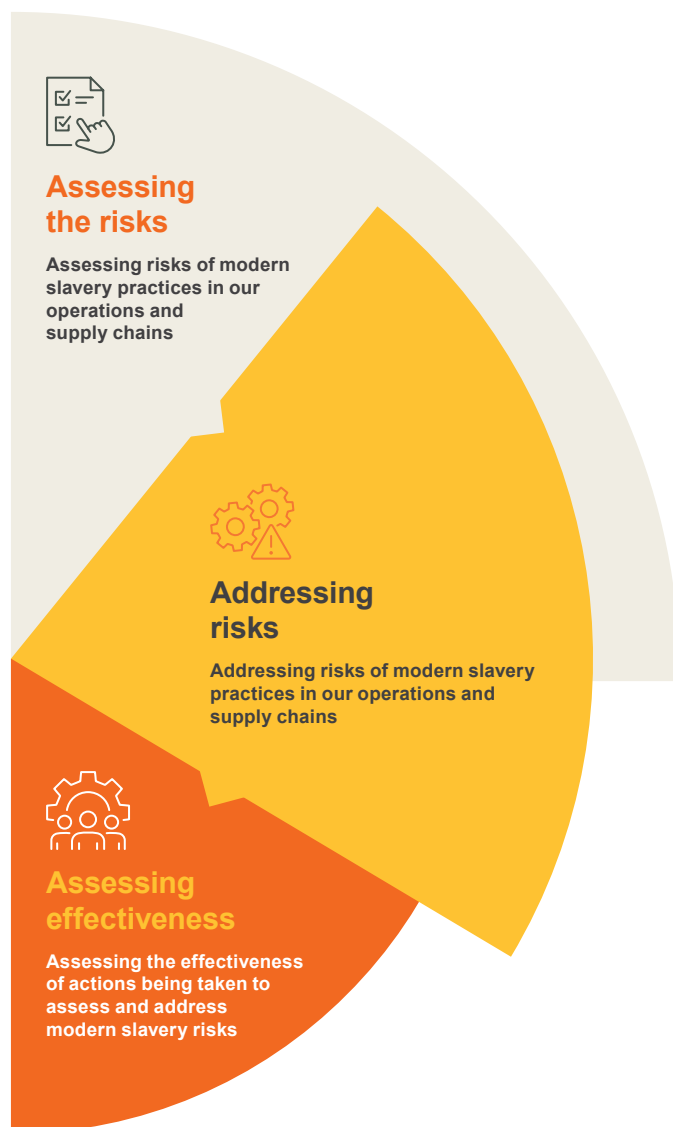 Assessing
the risks
Assessing risks of modern
slavery practices in our
operations and
supply chains
Addressing
risks
Addressing risks of modern slavery
practices in our operations and
supply chains
Assessing
effectiveness
Assessing the effectiveness
of actions being taken to
assess and address
modern slavery risks